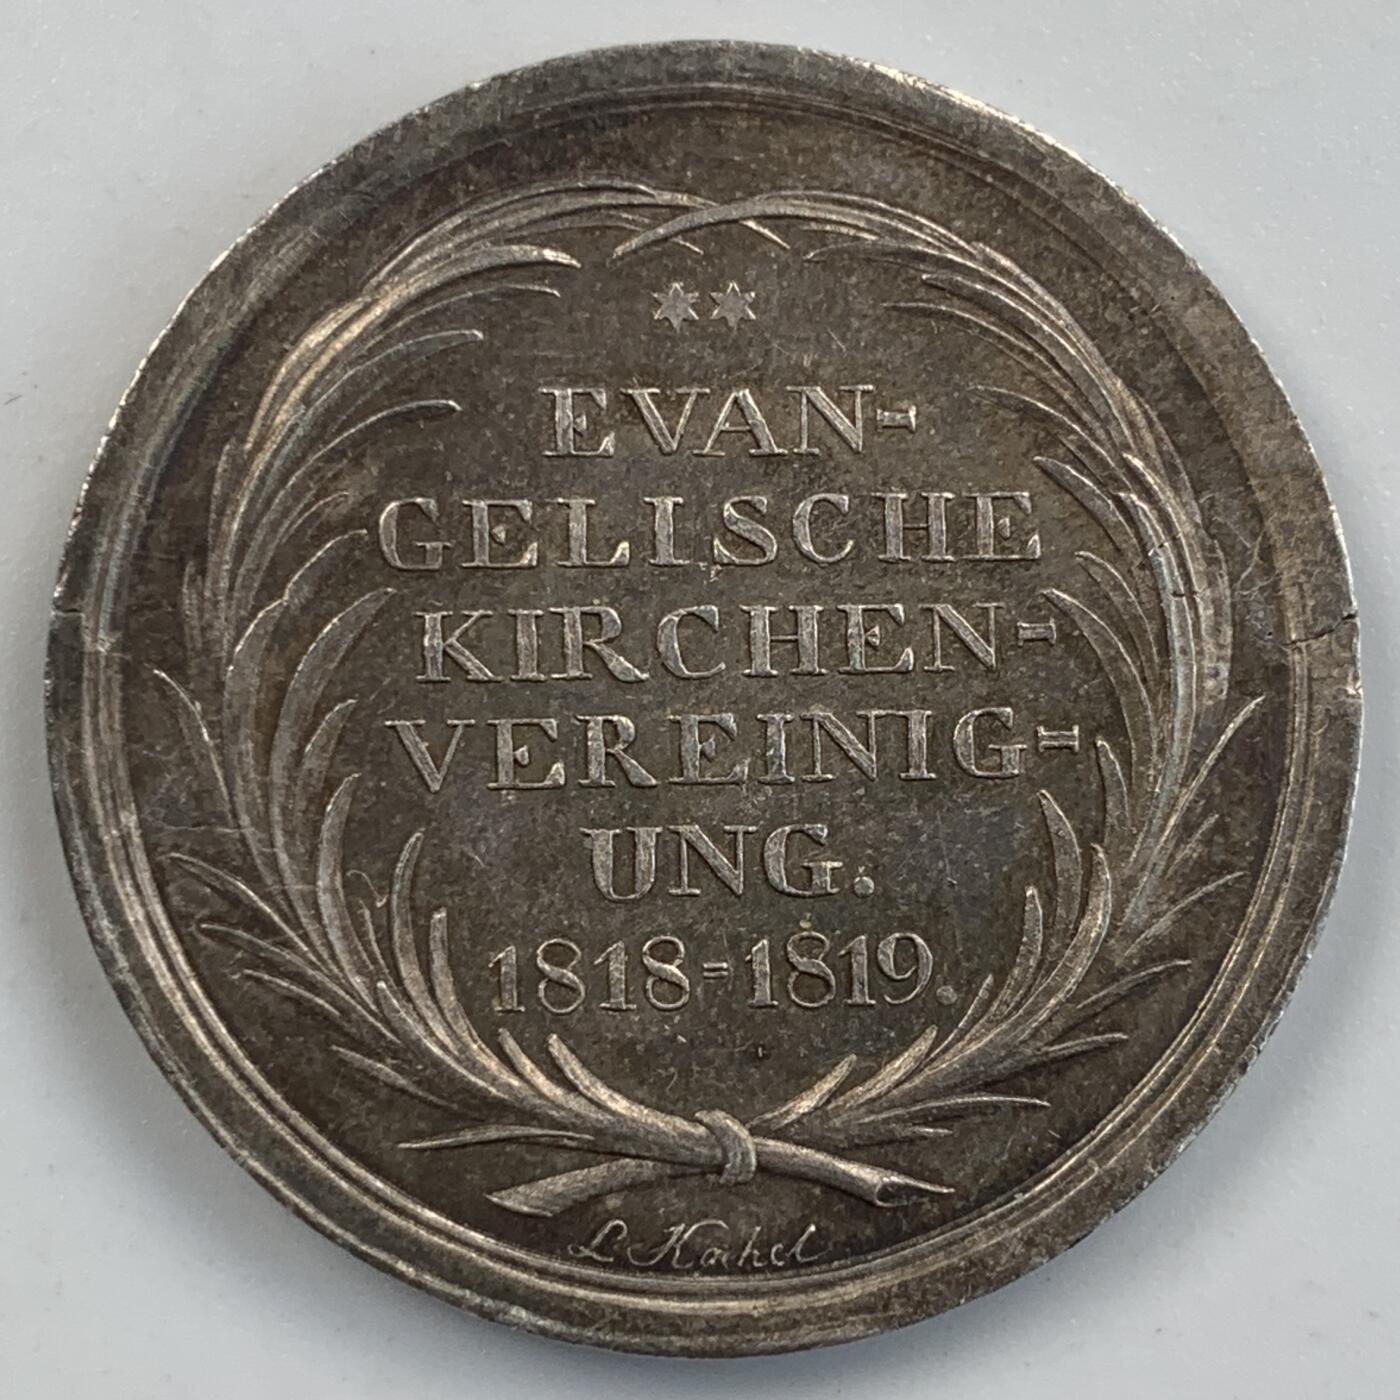 EVAN-
GELISCHE
KIRCHEN-
VEREINIG-
UNG.
1818=1819.
L. Kachel